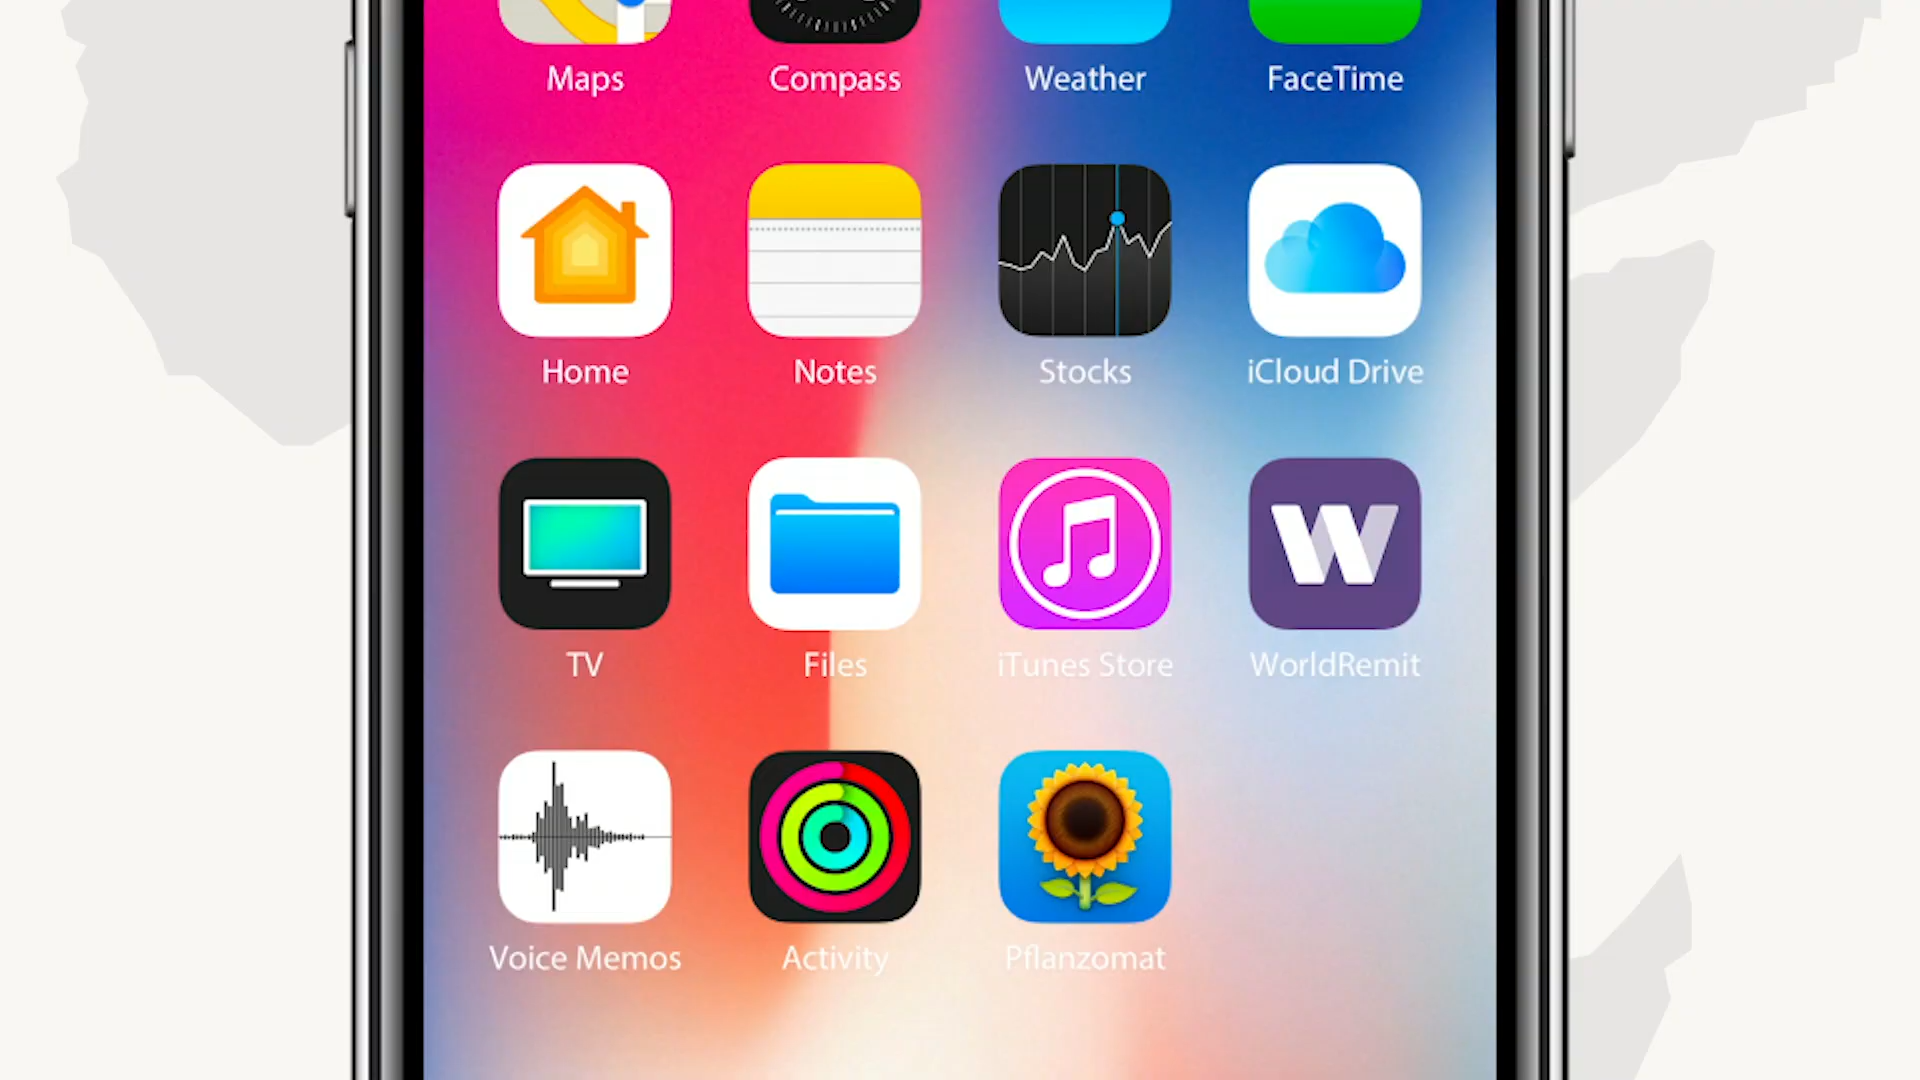 Maps Compass Weather FaceTime
Home Notes Stocks iCloud Drive
W
TV Files iTunes Store WorldRemit
Voice Memos Activity Pflanzomat